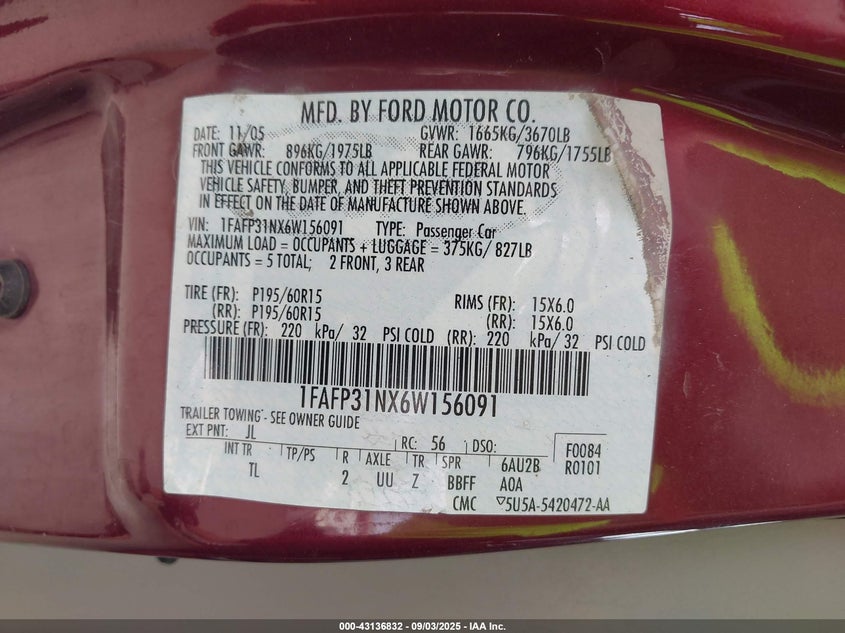 MFD. BY FORD MOTOR CO.
DATE: 11/05 GVWR: 1665KG/3670LB
FRONT GAWR: 896KG/1975LB REAR GAWR: 796KG/1755LB
THIS VEHICLE CONFORMS TO ALL APPLICABLE FEDERAL MOTOR
VEHICLE SAFETY, BUMPER, AND THEFT PREVENTION STANDARDS
IN EFFECT ON THE DATE OF MANUFACTURE SHOWN ABOVE.
VIN: 1FAFP31NX6W156091 TYPE: Passenger Car
MAXIMUM LOAD = OCCUPANTS + LUGGAGE = 375KG/ 827LB
OCCUPANTS = 5 TOTAL; 2 FRONT, 3 REAR
TIRE (FR): P195/60R15 RIMS (FR): 15X6.0
(RR): P195/60R15 (RR): 15X6.0
PRESSURE (FR): 220 kPa/ 32 PSI COLD (RR): 220 kPa/ 32 PSI COLD
1FAFP31NX6W156091
TRAILER TOWING - SEE OWNER GUIDE
EXT PNT: JL RC: 56 DSO: F0084
INT TR TP/PS R AXLE TR SPR 6AU2B R0101
TL 2 UU Z BBFF A0A
CMC ▽5U5A-5420472-AA
000-43136832 - 09/03/2025 - IAA Inc.